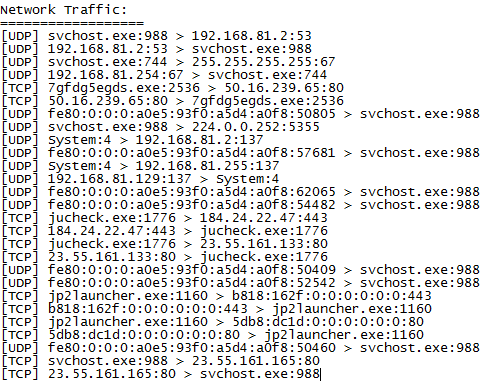 Network Traffic:
==================
[UDP] svchost.exe:988 > 192.168.81.2:53
[UDP] 192.168.81.2:53 > svchost.exe:988
[UDP] svchost.exe:744 > 255.255.255.255:67
[UDP] 192.168.81.254:67 > svchost.exe:744
[TCP] 7gfdg5egds.exe:2536 > 50.16.239.65:80
[TCP] 50.16.239.65:80 > 7gfdg5egds.exe:2536
[UDP] fe80:0:0:0:a0e5:93f0:a5d4:a0f8:50805 > svchost.exe:988
[UDP] svchost.exe:988 > 224.0.0.252:5355
[UDP] System:4 > 192.168.81.2:137
[UDP] fe80:0:0:0:a0e5:93f0:a5d4:a0f8:57681 > svchost.exe:988
[UDP] System:4 > 192.168.81.255:137
[UDP] 192.168.81.129:137 > System:4
[UDP] fe80:0:0:0:a0e5:93f0:a5d4:a0f8:62065 > svchost.exe:988
[UDP] fe80:0:0:0:a0e5:93f0:a5d4:a0f8:54482 > svchost.exe:988
[TCP] jucheck.exe:1776 > 184.24.22.47:443
[TCP] 184.24.22.47:443 > jucheck.exe:1776
[TCP] jucheck.exe:1776 > 23.55.161.133:80
[TCP] 23.55.161.133:80 > jucheck.exe:1776
[UDP] fe80:0:0:0:a0e5:93f0:a5d4:a0f8:50409 > svchost.exe:988
[UDP] fe80:0:0:0:a0e5:93f0:a5d4:a0f8:52542 > svchost.exe:988
[TCP] jp2launcher.exe:1160 > b818:162f:0:0:0:0:0:0:443
[TCP] b818:162f:0:0:0:0:0:0:443 > jp2launcher.exe:1160
[TCP] jp2launcher.exe:1160 > 5db8:dc1d:0:0:0:0:0:0:80
[TCP] 5db8:dc1d:0:0:0:0:0:0:80 > jp2launcher.exe:1160
[UDP] fe80:0:0:0:a0e5:93f0:a5d4:a0f8:50460 > svchost.exe:988
[TCP] svchost.exe:988 > 23.55.161.165:80
[TCP] 23.55.161.165:80 > svchost.exe:988